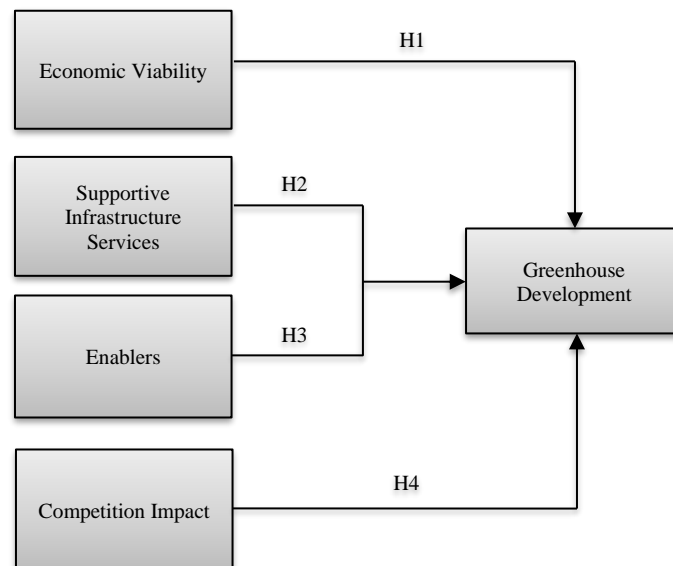 H1
Economic Viability
H2
Supportive
Infrastructure
Services
Greenhouse
Development
H3
Enablers
H4
Competition Impact